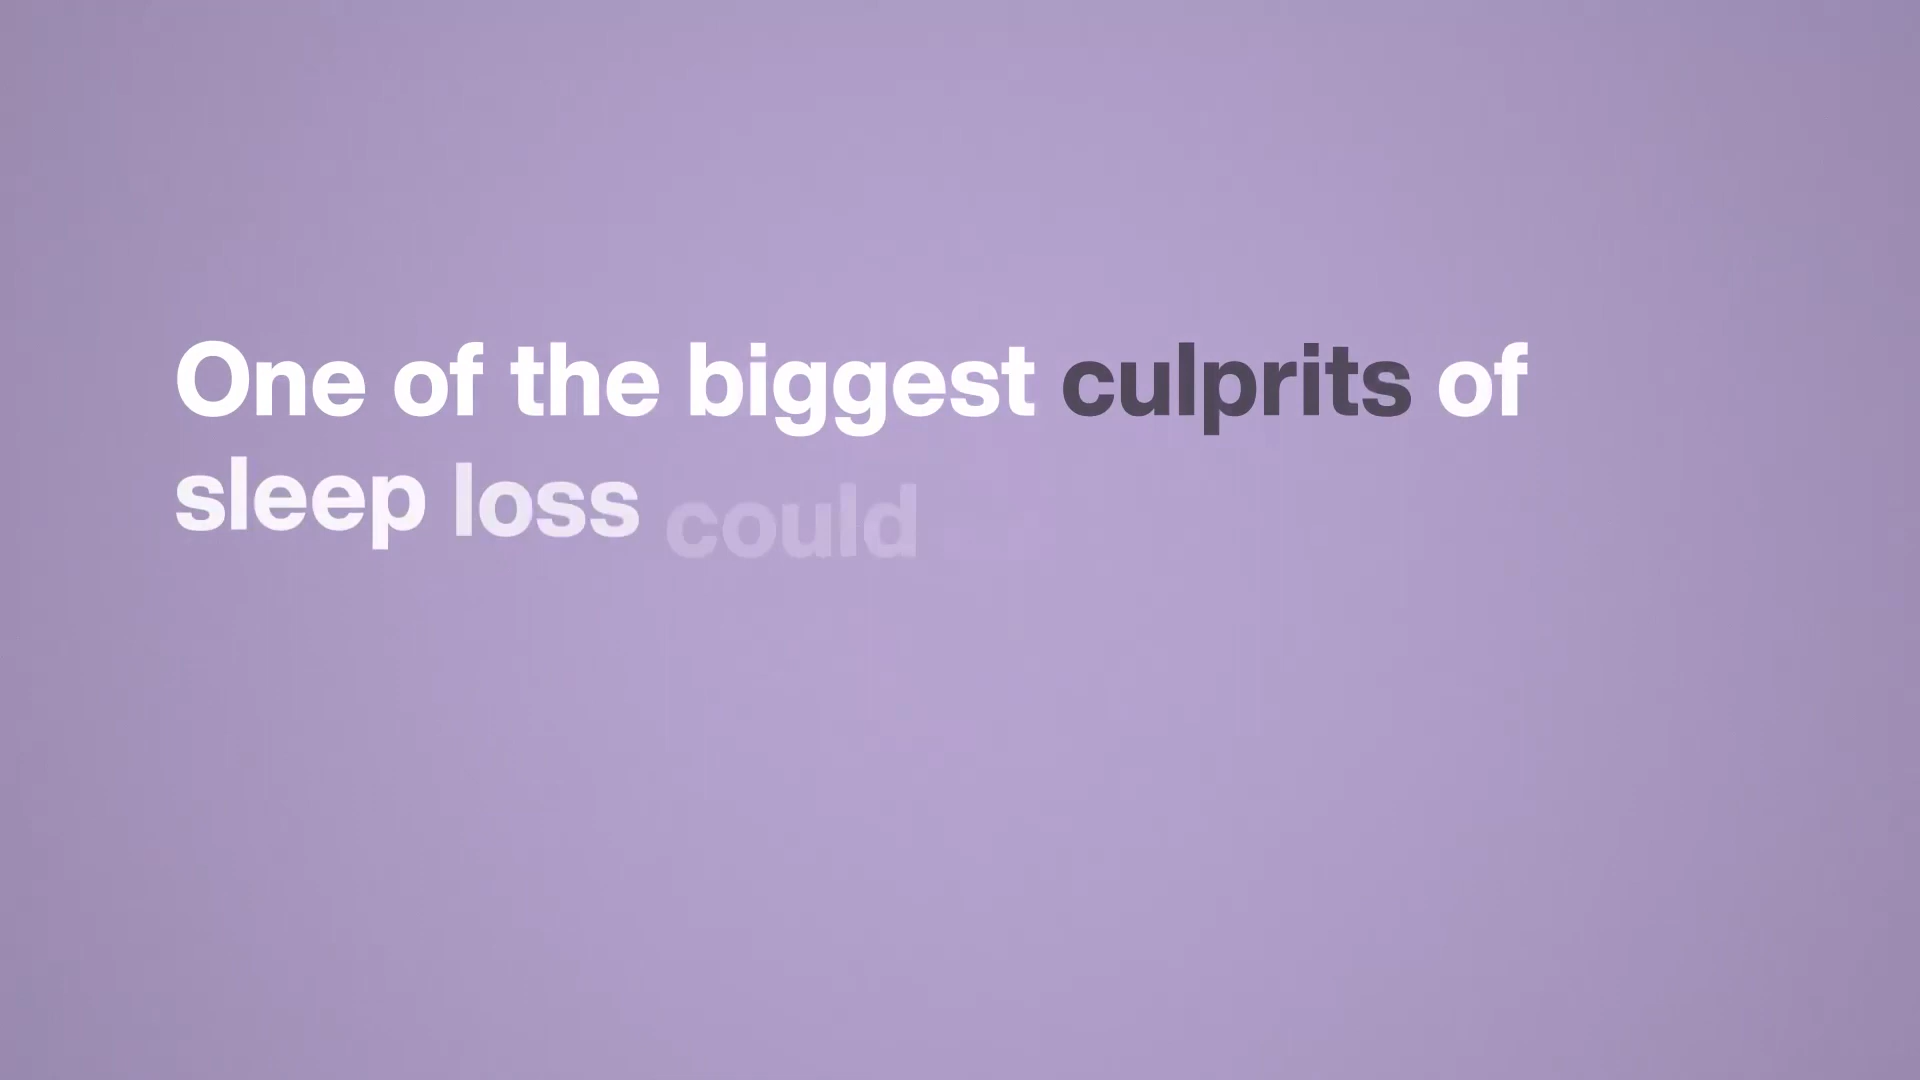 One of the biggest culprits of
sleep loss could